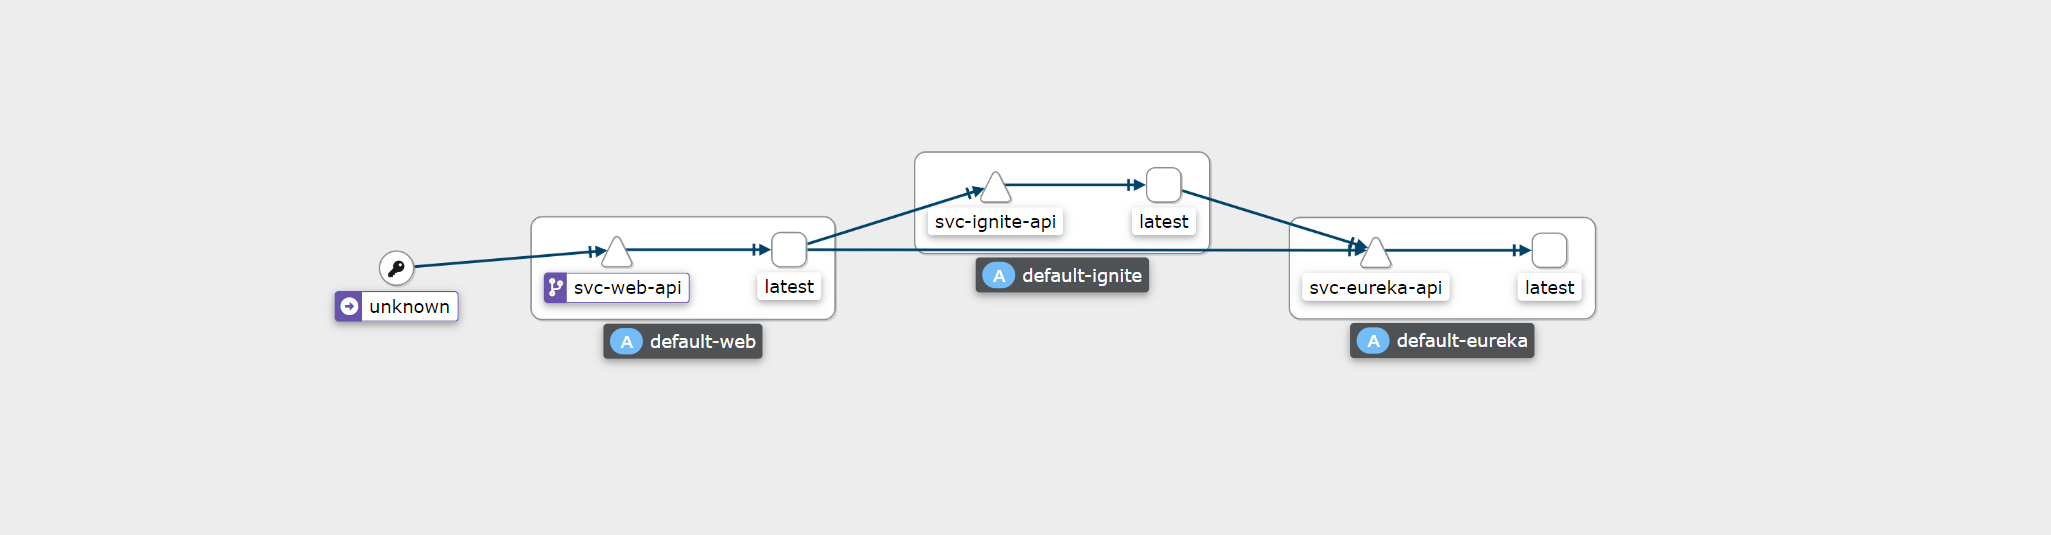 unknown
svc-web-api
latest
A default-web
svc-ignite-api
latest
A default-ignite
svc-eureka-api
latest
A default-eureka